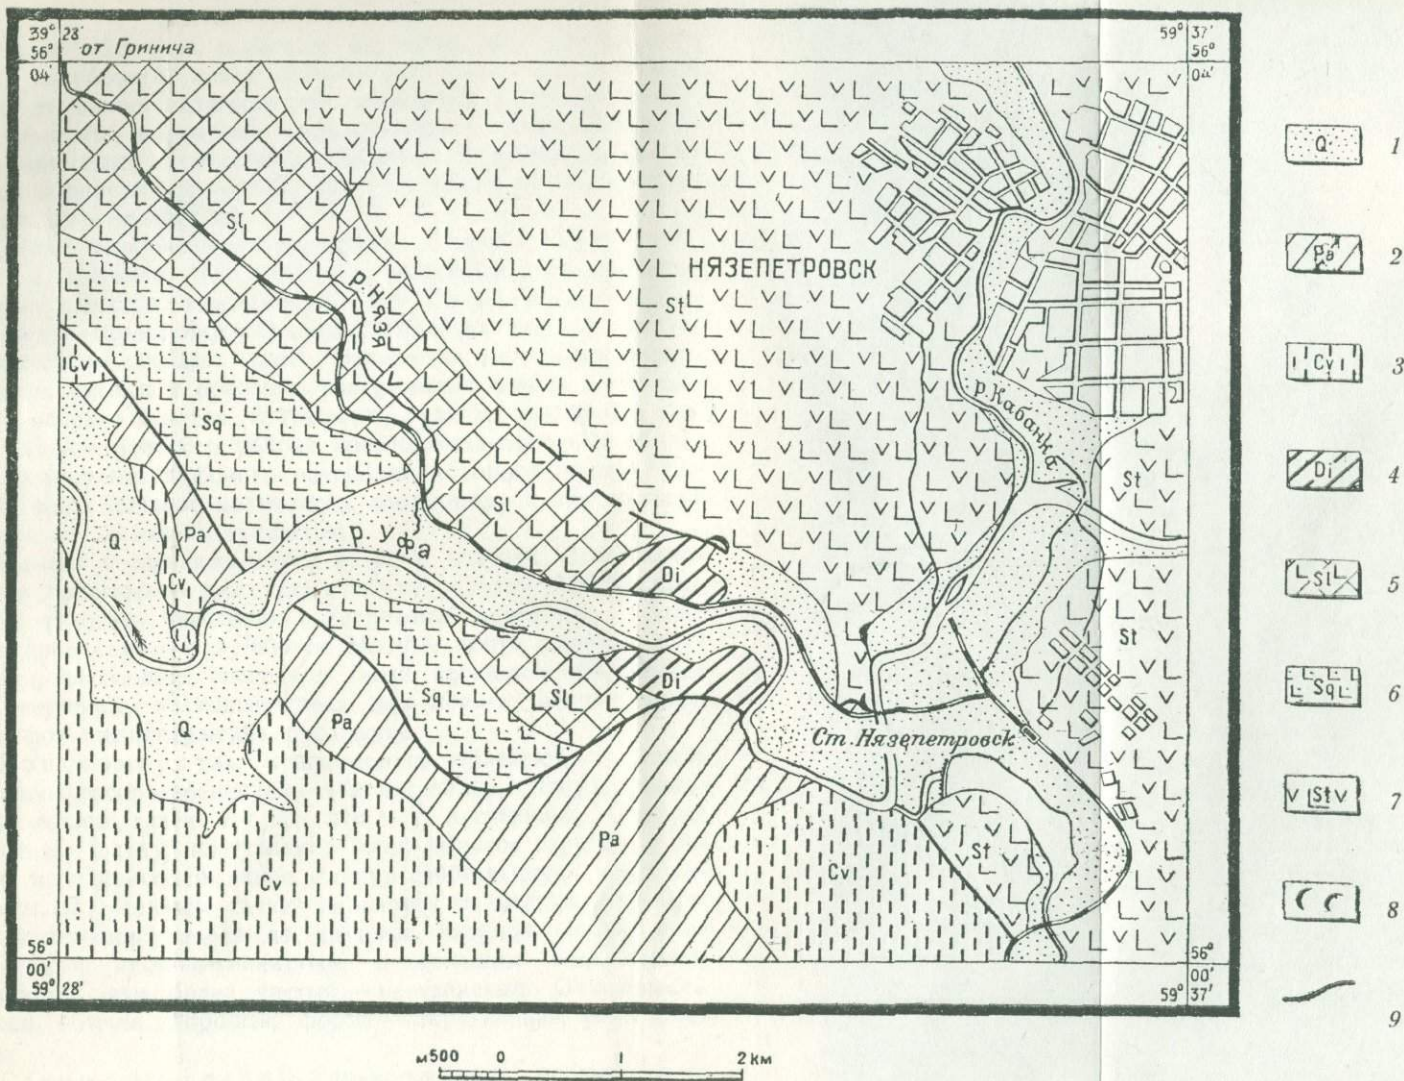 39° 28'
56°
от Гринича
59° 37'
56°
04'
04'
Q 1
Pa 2
Cv 3
Di 4
Sl 5
Sq 6
V St V 7
8
9
Sl
р. Нязя
НЯЗЕПЕТРОВСК
St
р. Кабанка
Cv
Sq
St
Sl
Q
Pa
р. Уфа
Di
Cv
St
Di
Sq
Sl
Q
Pa
Ст. Нязепетровск
Pa
Cv
Cv
St
56°
00'
59° 28'
56°
00'
59° 37'
м500 0 1 2 км